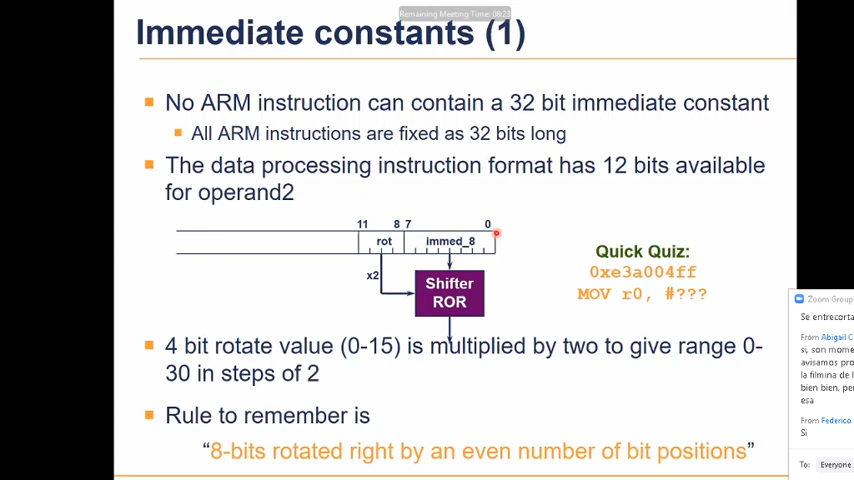 Remaining Meeting Time: 06:23
Immediate constants (1)
No ARM instruction can contain a 32 bit immediate constant
All ARM instructions are fixed as 32 bits long
The data processing instruction format has 12 bits available
for operand2
11 8 7 0
rot immed_8
x2
Shifter
ROR
Quick Quiz:
0xe3a004ff
MOV r0, #???
4 bit rotate value (0-15) is multiplied by two to give range 0-
30 in steps of 2
Rule to remember is
“8-bits rotated right by an even number of bit positions”
Zoom Group
Se entrecorta
From Abigail C
si, son mome
avisamos pro
la filmina de l
bien bien, pe
esa
From Federico
Si
To: Everyone